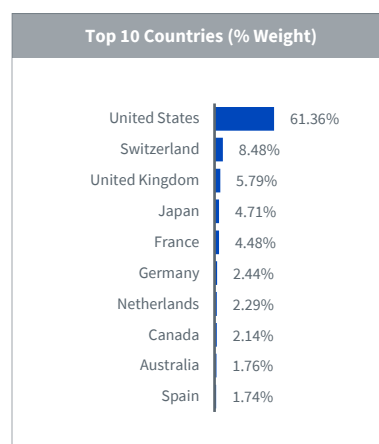 Top 10 Countries (% Weight)
United States 61.36%
Switzerland 8.48%
United Kingdom 5.79%
Japan 4.71%
France 4.48%
Germany 2.44%
Netherlands 2.29%
Canada 2.14%
Australia 1.76%
Spain 1.74%